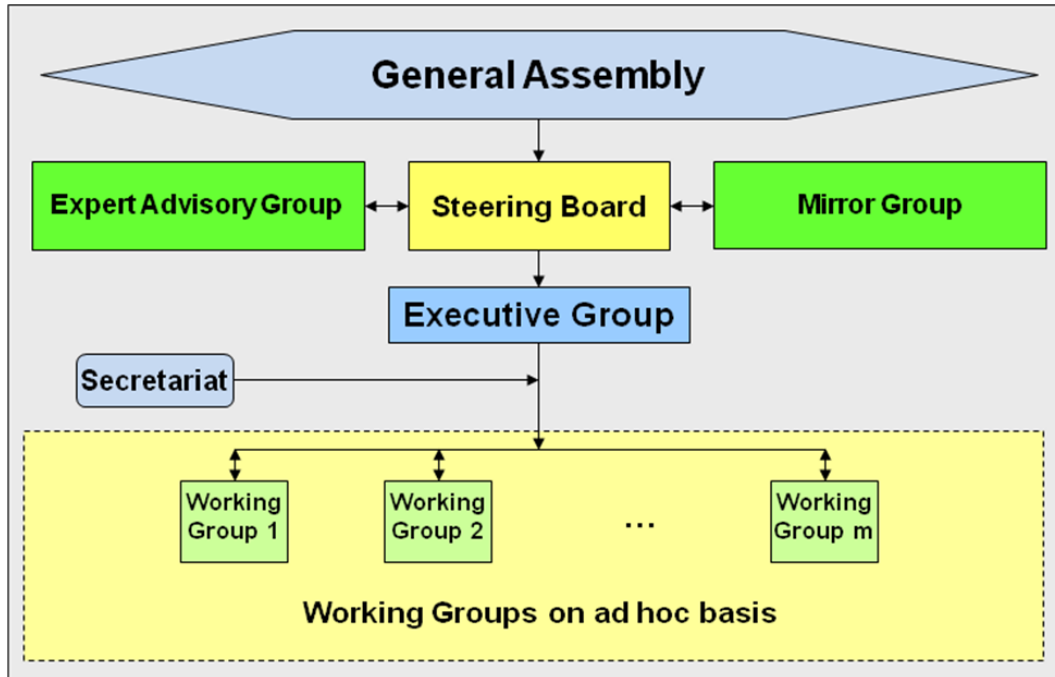 General Assembly
Expert Advisory Group
Steering Board
Mirror Group
Executive Group
Secretariat
Working
Group 1
Working
Group 2
...
Working
Group m
Working Groups on ad hoc basis